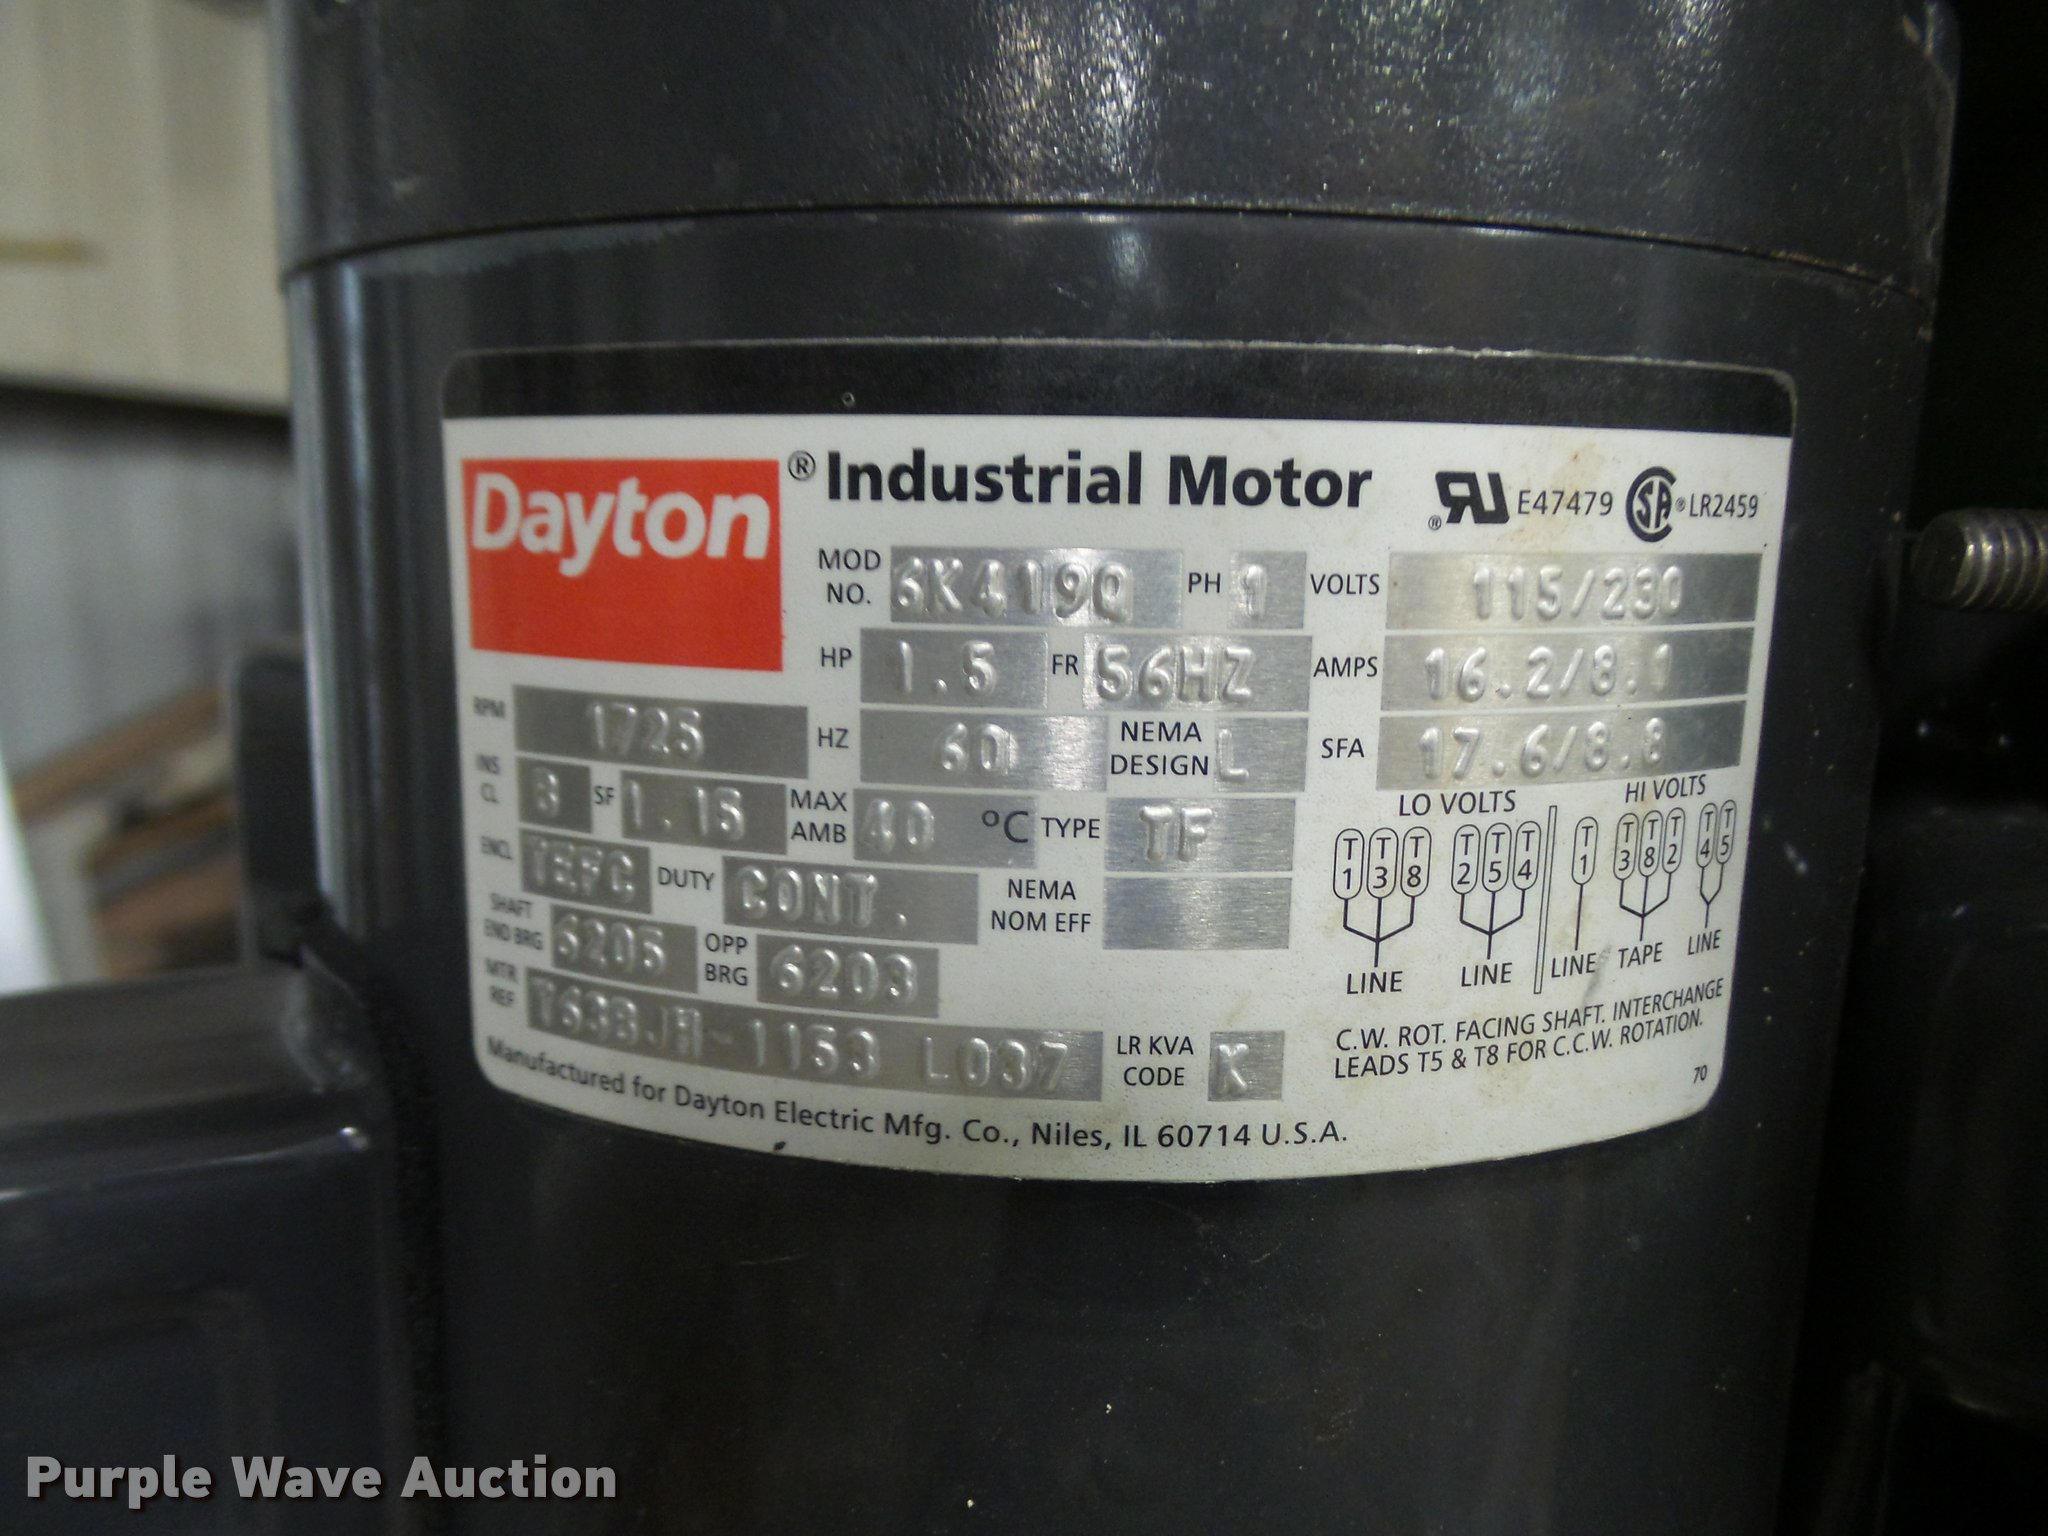 Dayton® Industrial Motor ® RU E47479 SA ® LR2459
MOD NO. 6K419Q PH 1 VOLTS 115/230
HP 1.5 FR 56HZ AMPS 16.2/8.1
RPM 1725 HZ 60 NEMA DESIGN L SFA 17.6/8.8
INS CL B SF 1.15 MAX AMB 40 °C TYPE TF
ENCL TEFC DUTY CONT. NEMA NOM EFF
SHAFT END BRG 6205 OPP BRG 6203
MTR REF L037 LR KVA CODE K
LO VOLTS HI VOLTS
T1 T3 T8 T2 T5 T4 T1 T3 T8 T2 T4 T5
LINE LINE LINE TAPE LINE
C.W. ROT. FACING SHAFT. INTERCHANGE
LEADS T5 & T8 FOR C.C.W. ROTATION.
70
Manufactured for Dayton Electric Mfg. Co., Niles, IL 60714 U.S.A.
Purple Wave Auction